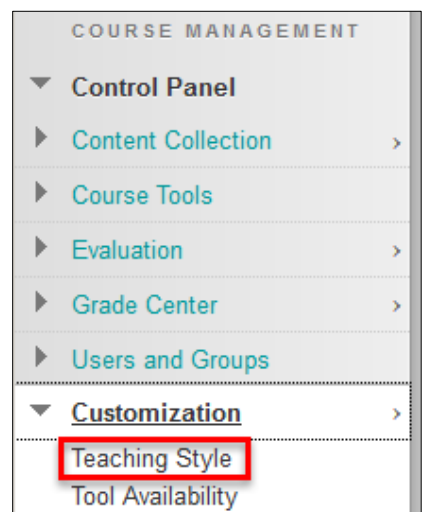 COURSE MANAGEMENT
Control Panel
Content Collection
Course Tools
Evaluation
Grade Center
Users and Groups
Customization
Teaching Style
Tool Availability